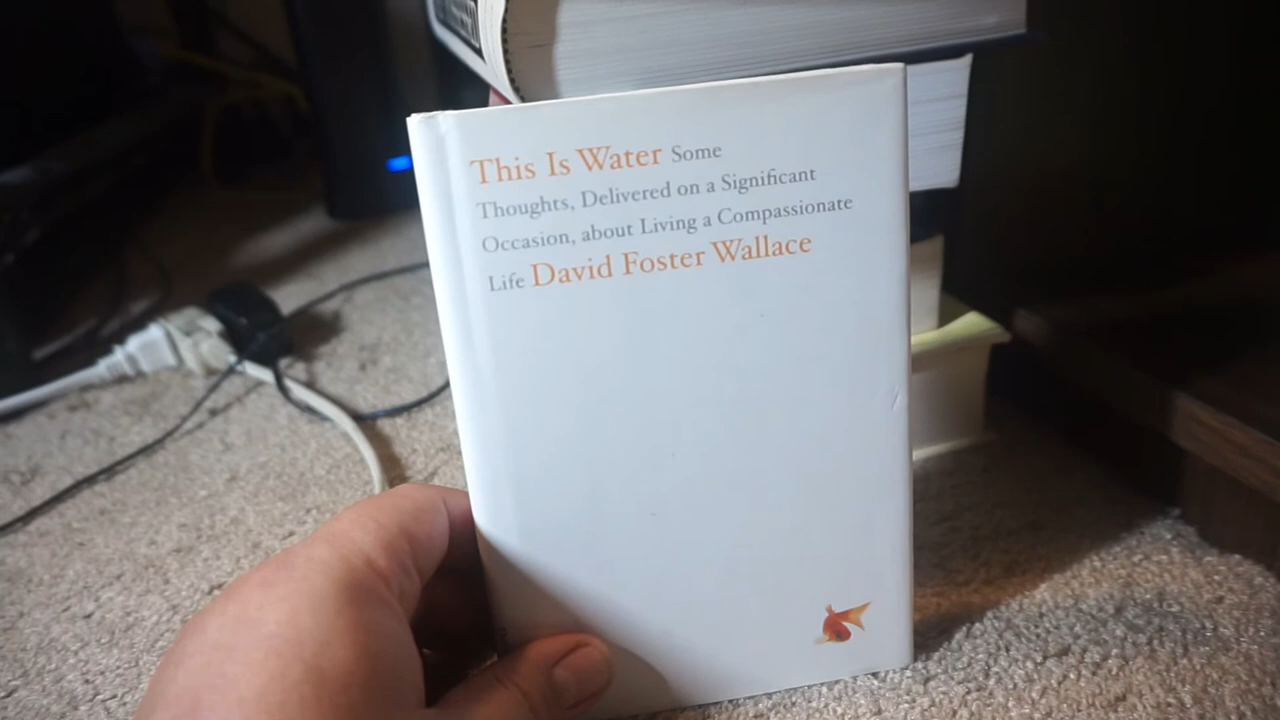 This Is Water Some
Thoughts, Delivered on a Significant
Occasion, about Living a Compassionate
Life David Foster Wallace